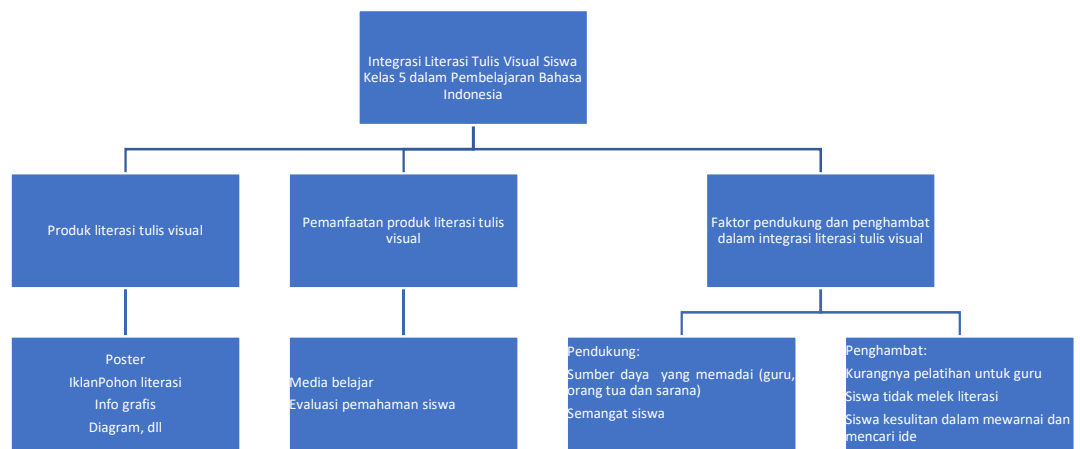 Integrasi Literasi Tulis Visual Siswa
Kelas 5 dalam Pembelajaran Bahasa
Indonesia
Produk literasi tulis visual
Pemanfaatan produk literasi tulis
visual
Faktor pendukung dan penghambat
dalam integrasi literasi tulis visual
Poster
IklanPohon literasi
Info grafis
Diagram, dll
Media belajar
Evaluasi pemahaman siswa
Pendukung:
Sumber daya yang memadai (guru,
orang tua dan sarana)
Semangat siswa
Penghambat:
Kurangnya pelatihan untuk guru
Siswa tidak melek literasi
Siswa kesulitan dalam mewarnai dan
mencari ide